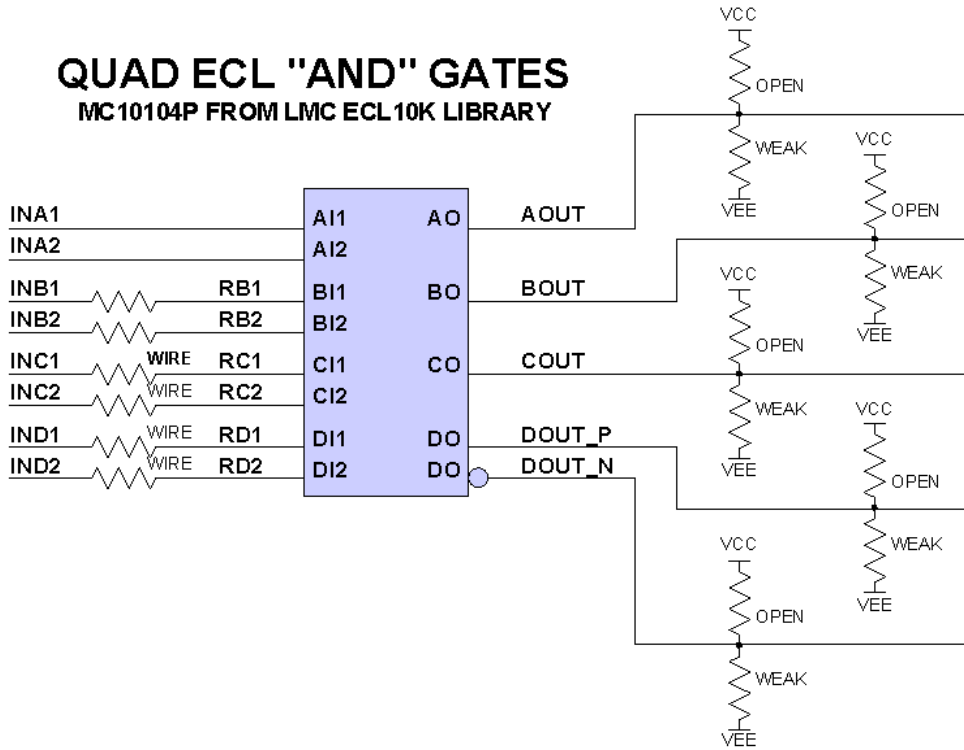 QUAD ECL "AND" GATES
MC10104P FROM LMC ECL10K LIBRARY
VCC
OPEN
WEAK
VEE
VCC
OPEN
WEAK
VEE
INA1 AI1 AO AOUT
INA2 AI2
INB1 RB1 BI1 BO BOUT
INB2 RB2 BI2
VCC
OPEN
WEAK
VEE
INC1 WIRE RC1 CI1 CO COUT
INC2 WIRE RC2 CI2
IND1 WIRE RD1 DI1 DO DOUT_P
IND2 WIRE RD2 DI2 DO DOUT_N
VCC
OPEN
WEAK
VEE
VCC
OPEN
WEAK
VEE